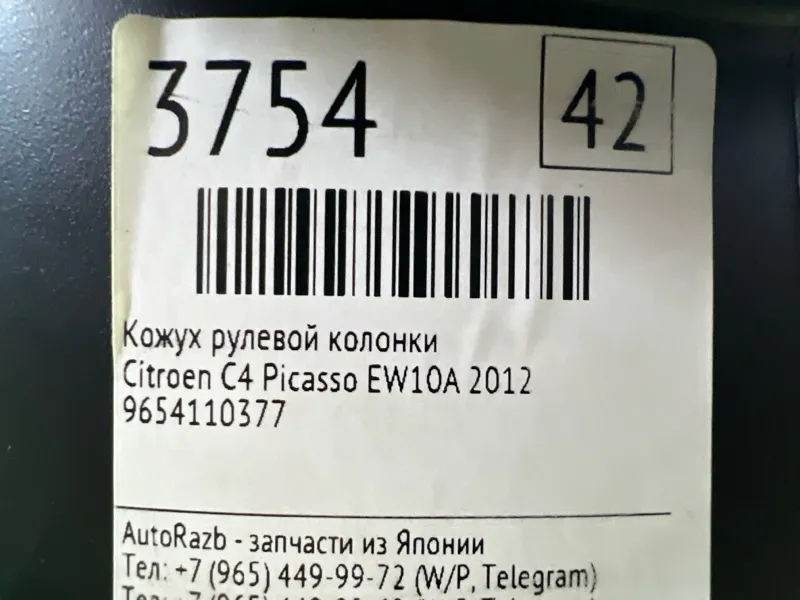 3754
42
Кожух рулевой колонки
Citroen C4 Picasso EW10A 2012
9654110377
AutoRazb - запчасти из Японии
Тел: +7 (965) 449-99-72 (W/P, Telegram)